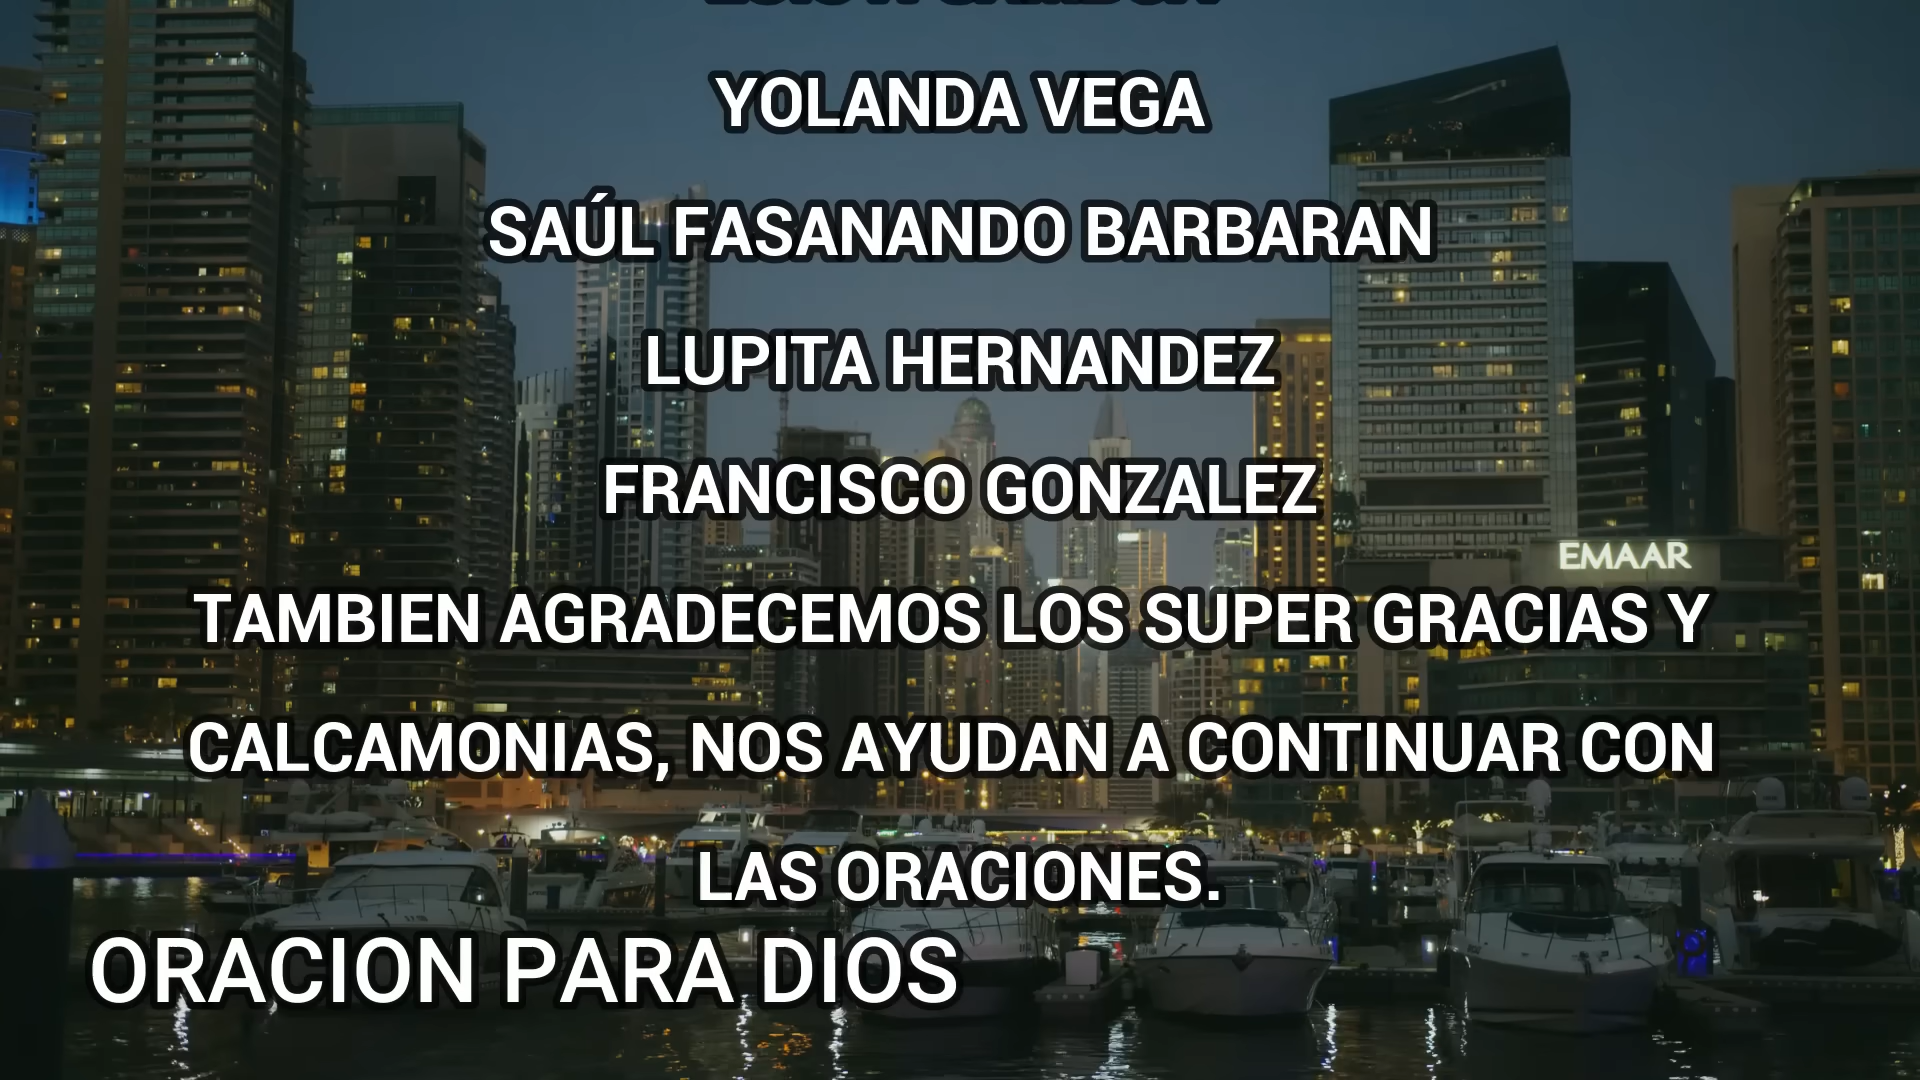 YOLANDA VEGA
SAÚL FASANANDO BARBARAN
LUPITA HERNANDEZ
FRANCISCO GONZALEZ
EMAAR
TAMBIEN AGRADECEMOS LOS SUPER GRACIAS Y
CALCAMONIAS, NOS AYUDAN A CONTINUAR CON
LAS ORACIONES.
ORACION PARA DIOS